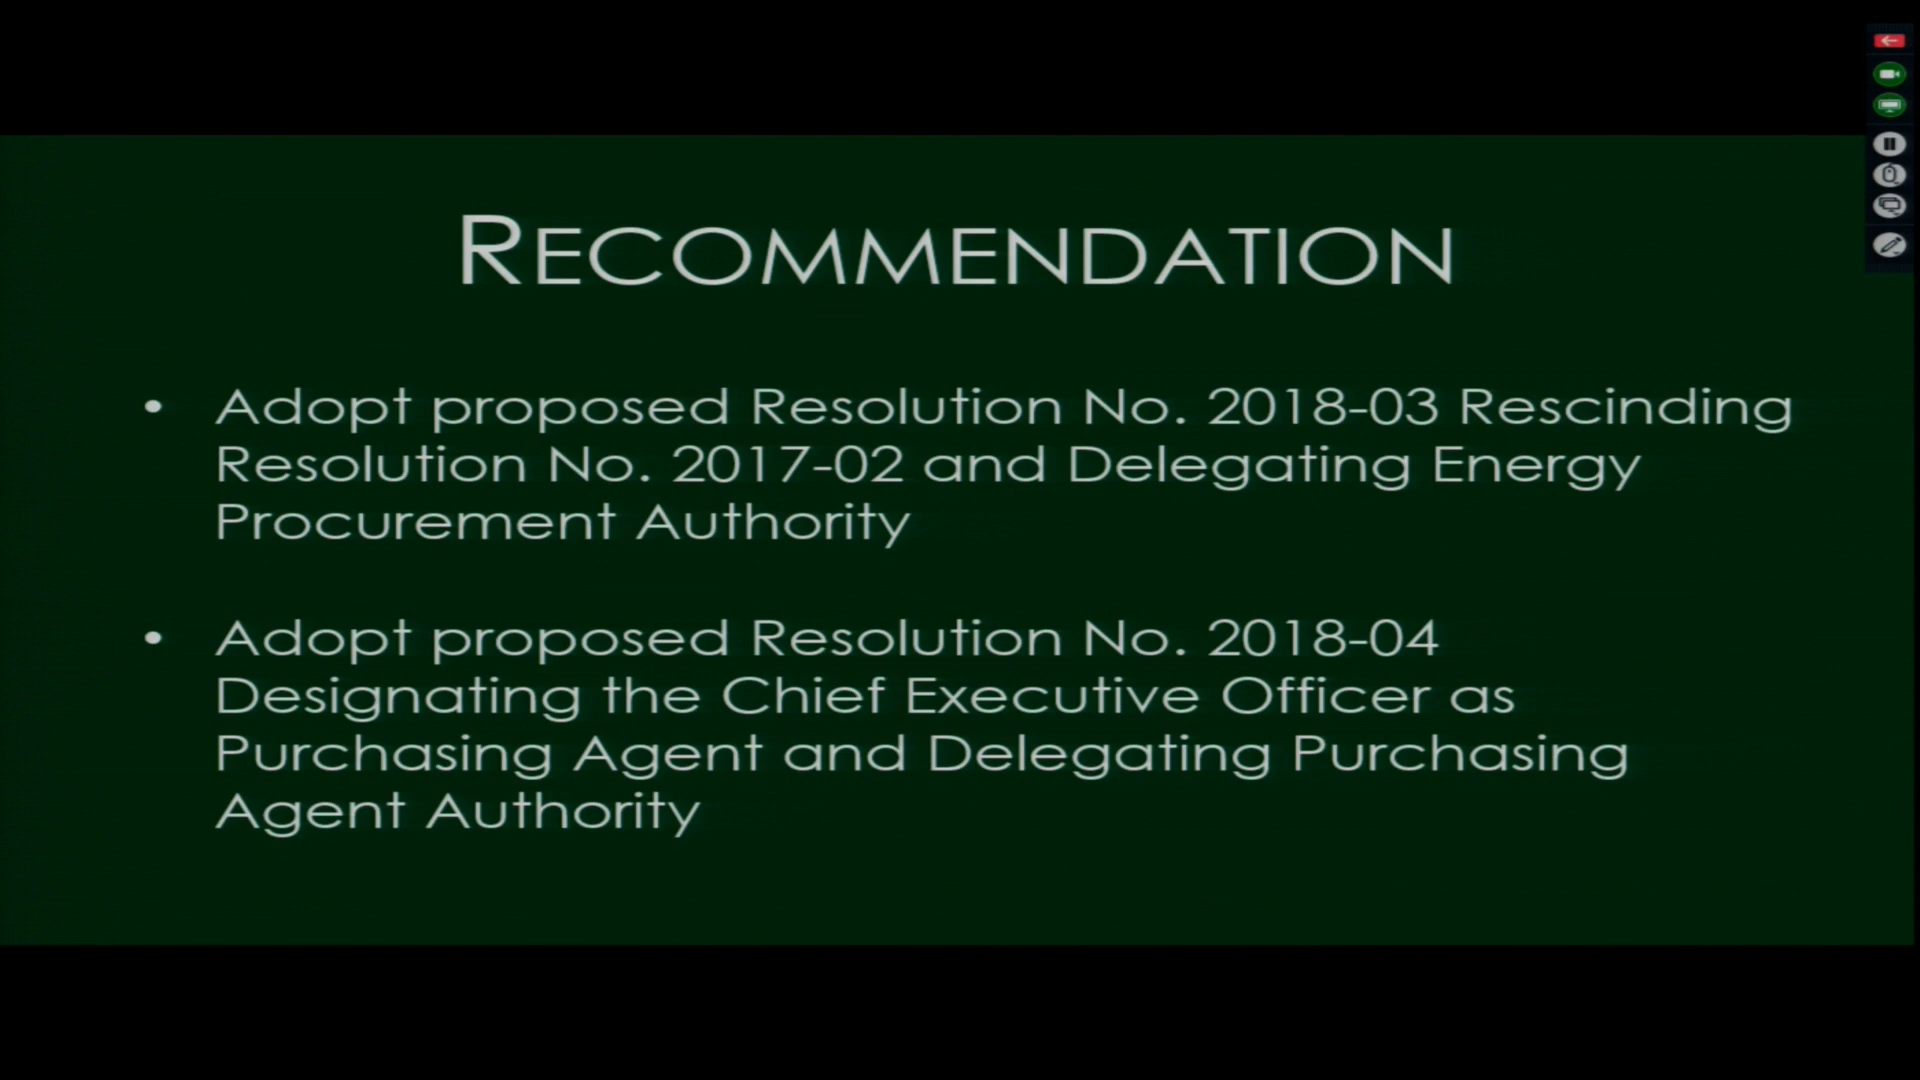 RECOMMENDATION
• Adopt proposed Resolution No. 2018-03 Rescinding
Resolution No. 2017-02 and Delegating Energy
Procurement Authority
• Adopt proposed Resolution No. 2018-04
Designating the Chief Executive Officer as
Purchasing Agent and Delegating Purchasing
Agent Authority